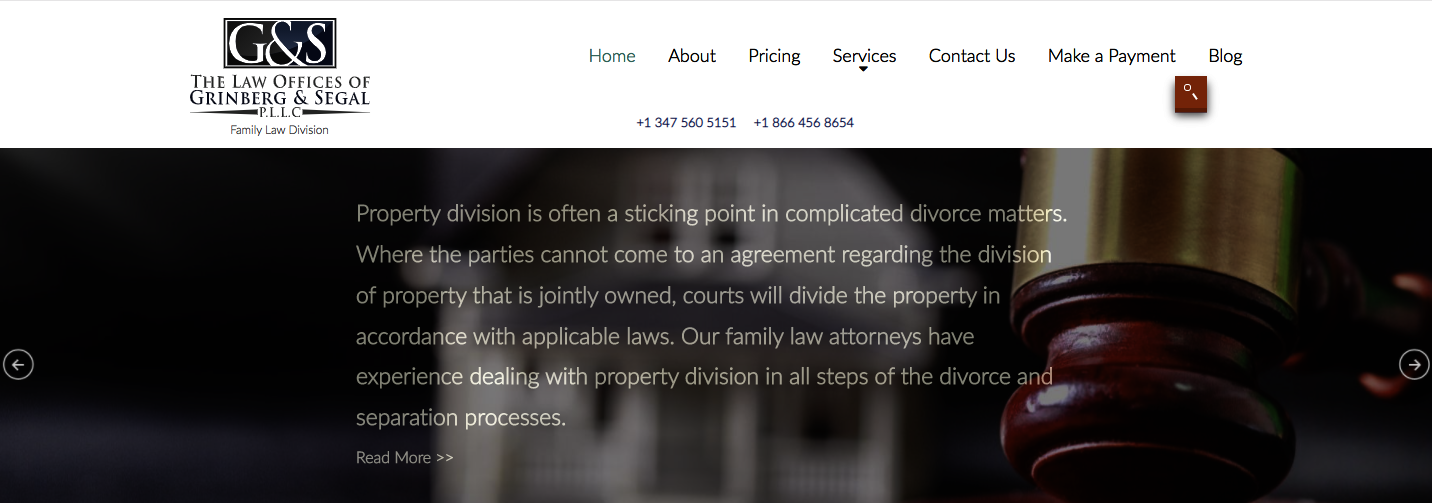 G&S
THE LAW OFFICES OF
GRINBERG & SEGAL
P.L.L.C
Family Law Division
Home About Pricing Services Contact Us Make a Payment Blog
+1 347 560 5151 +1 866 456 8654
Property division is often a sticking point in complicated divorce matters.
Where the parties cannot come to an agreement regarding the division
of property that is jointly owned, courts will divide the property in
accordance with applicable laws. Our family law attorneys have
experience dealing with property division in all steps of the divorce and
separation processes.
Read More >>